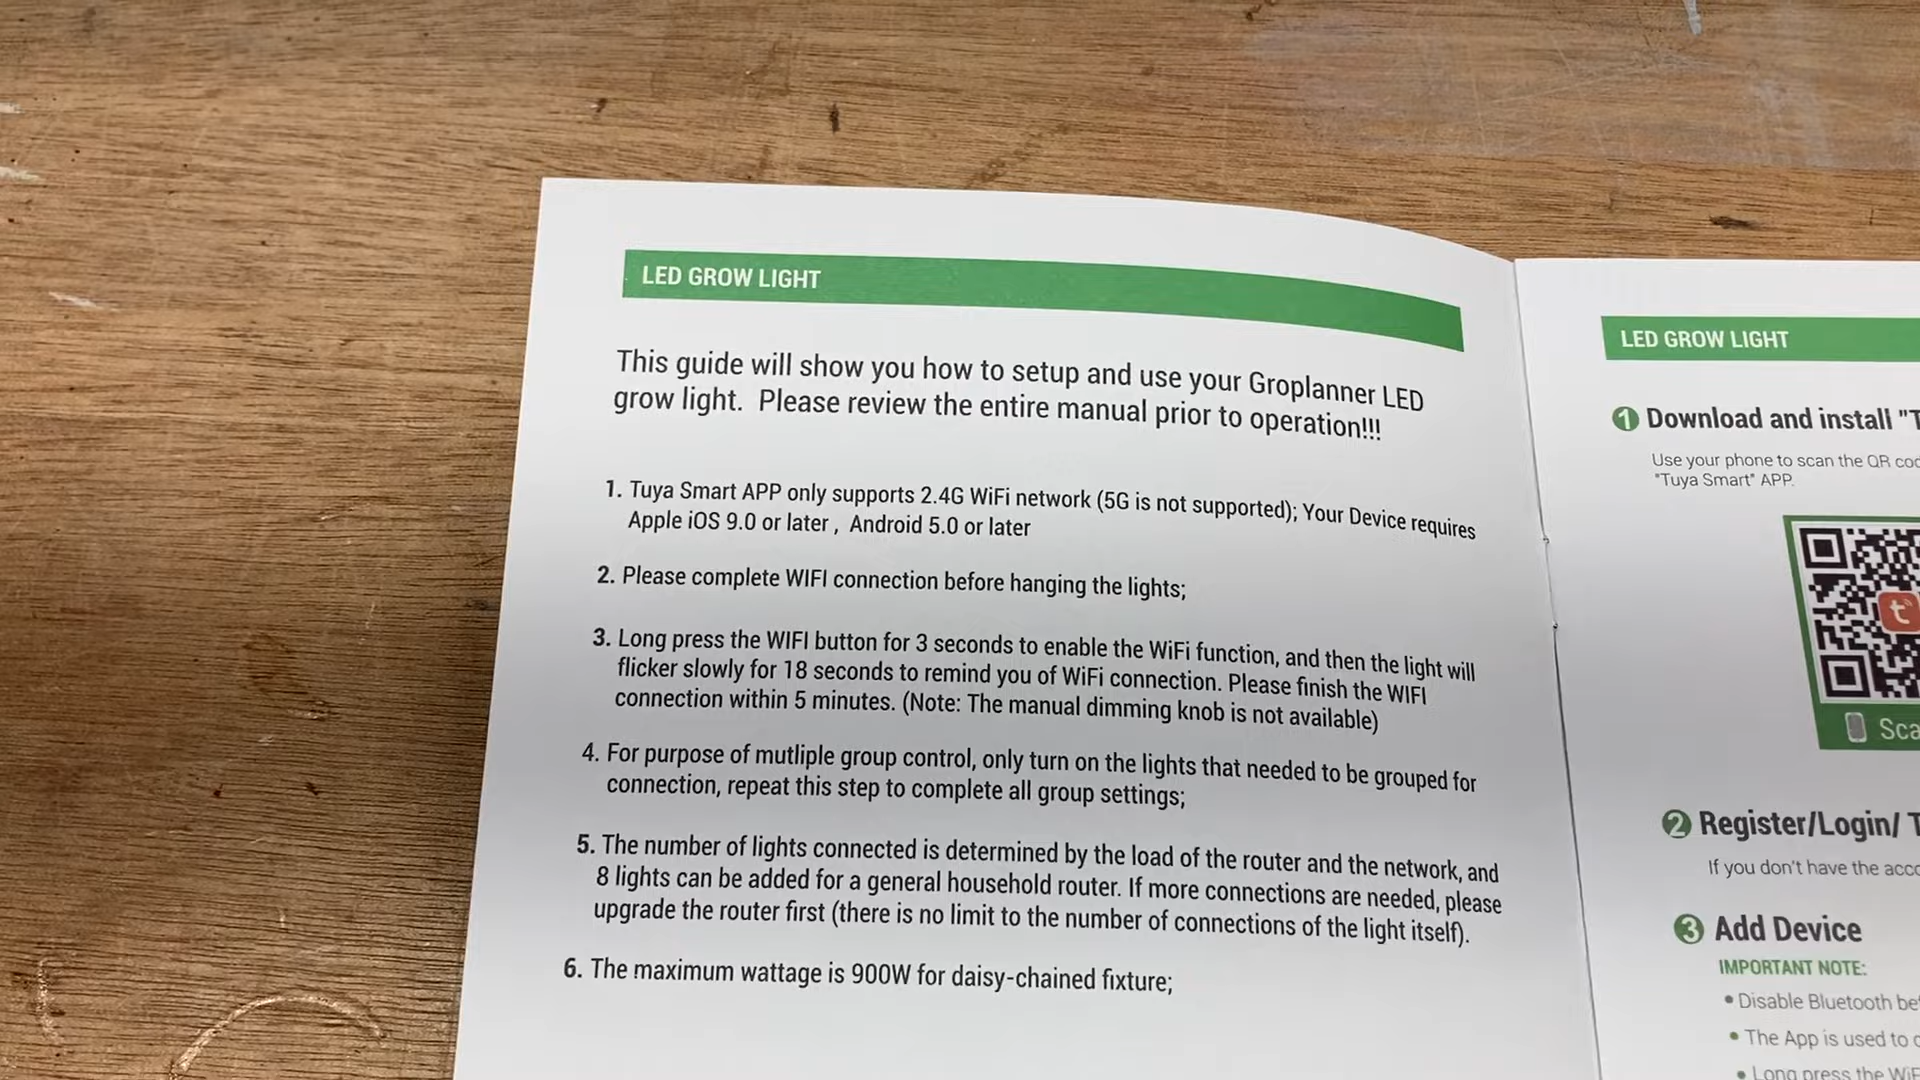 LED GROW LIGHT
This guide will show you how to setup and use your Groplanner LED
grow light. Please review the entire manual prior to operation!!!
1. Tuya Smart APP only supports 2.4G WiFi network (5G is not supported); Your Device requires
Apple iOS 9.0 or later , Android 5.0 or later
2. Please complete WIFI connection before hanging the lights;
3. Long press the WIFI button for 3 seconds to enable the WiFi function, and then the light will
flicker slowly for 18 seconds to remind you of WiFi connection. Please finish the WIFI
connection within 5 minutes. (Note: The manual dimming knob is not available)
4. For purpose of mutliple group control, only turn on the lights that needed to be grouped for
connection, repeat this step to complete all group settings;
5. The number of lights connected is determined by the load of the router and the network, and
8 lights can be added for a general household router. If more connections are needed, please
upgrade the router first (there is no limit to the number of connections of the light itself).
6. The maximum wattage is 900W for daisy-chained fixture;
LED GROW LIGHT
1 Download and install "T
Use your phone to scan the QR
"Tuya Smart" APP.
t
2 Register/Login/
If you don't have the
3 Add Device
IMPORTANT NOTE:
• Disable Bluetooth
• The App is used to
• Long press the